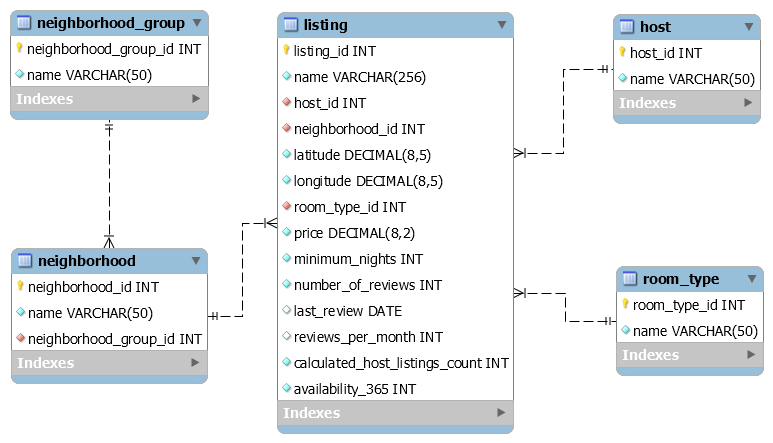 neighborhood_group
neighborhood_group_id INT
name VARCHAR(50)
Indexes
listing
listing_id INT
name VARCHAR(256)
host_id INT
neighborhood_id INT
latitude DECIMAL(8,5)
longitude DECIMAL(8,5)
room_type_id INT
price DECIMAL(8,2)
minimum_nights INT
number_of_reviews INT
last_review DATE
reviews_per_month INT
calculated_host_listings_count INT
availability_365 INT
Indexes
host
host_id INT
name VARCHAR(50)
Indexes
neighborhood
neighborhood_id INT
name VARCHAR(50)
neighborhood_group_id INT
Indexes
room_type
room_type_id INT
name VARCHAR(50)
Indexes